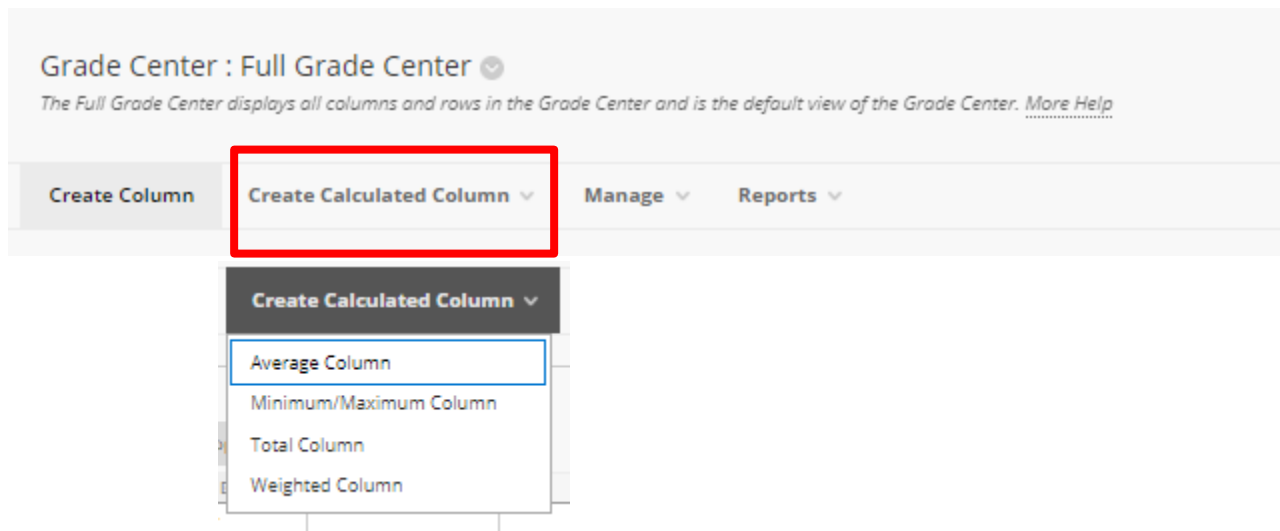 Grade Center : Full Grade Center
The Full Grade Center displays all columns and rows in the Grade Center and is the default view of the Grade Center. More Help
Create Column Create Calculated Column Manage Reports
Create Calculated Column
Average Column
Minimum/Maximum Column
Total Column
Weighted Column